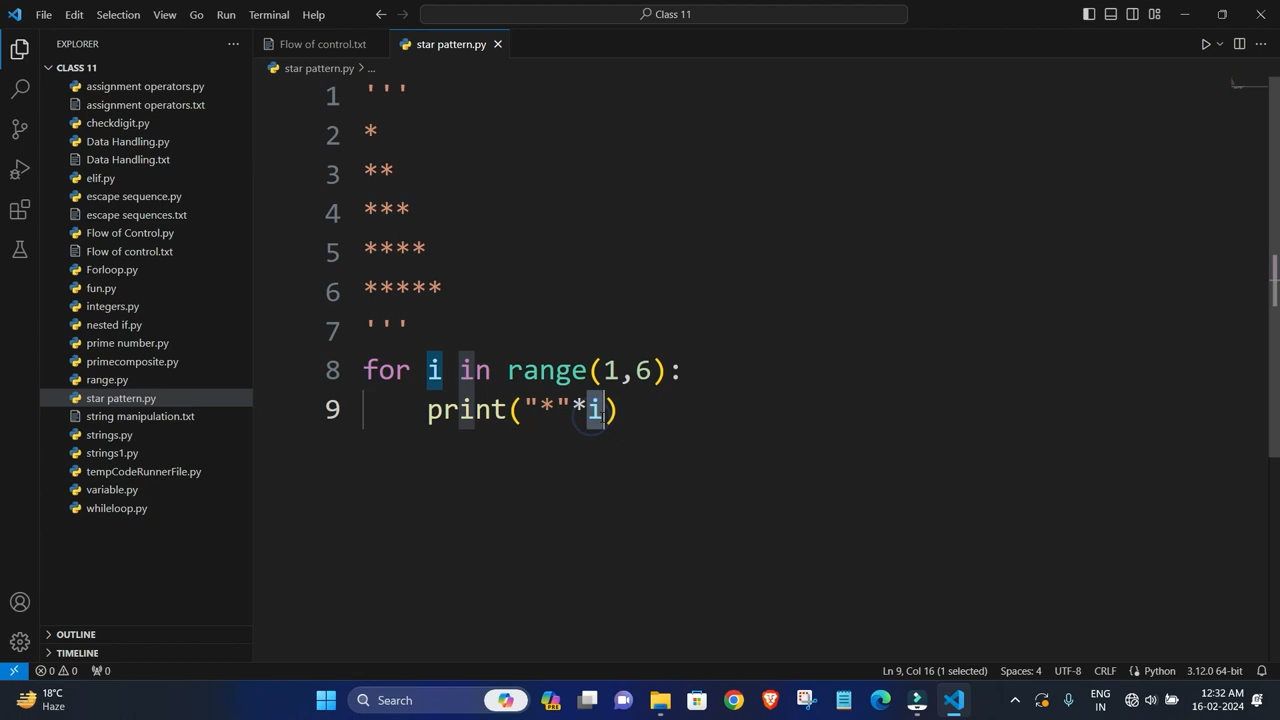 File Edit Selection View Go Run Terminal Help
Class 11
EXPLORER
Flow of control.txt
star pattern.py
CLASS 11
star pattern.py > ...
assignment operators.py
assignment operators.txt
checkdigit.py
Data Handling.py
Data Handling.txt
elif.py
escape sequence.py
escape sequences.txt
Flow of Control.py
Flow of control.txt
Forloop.py
fun.py
integers.py
nested if.py
prime number.py
primecomposite.py
range.py
star pattern.py
string manipulation.txt
strings.py
strings1.py
tempCodeRunnerFile.py
variable.py
whileloop.py
OUTLINE
TIMELINE
1 '''
2 *
3 **
4 ***
5 ****
6 *****
7 '''
8 for i in range(1,6):
9 print("*"*i)
0 0 0
Ln 9, Col 16 (1 selected) Spaces: 4 UTF-8 CRLF Python 3.12.0 64-bit
18°C
Haze
Search
PRE
ENG
IN
12:32 AM
16-02-2024